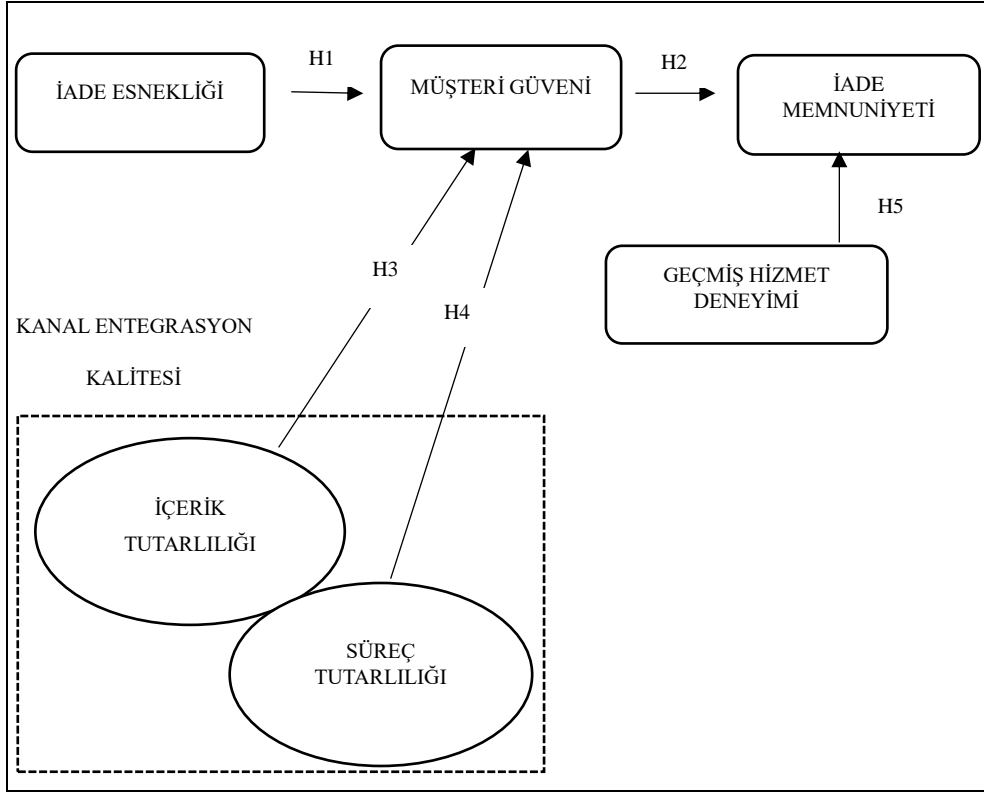 İADE ESNEKLİĞİ
H1
MÜŞTERİ GÜVENİ
H2
İADE
MEMNUNİYETİ
H5
GEÇMİŞ HİZMET
DENEYİMİ
H3
H4
KANAL ENTEGRASYON
KALİTESİ
İÇERİK
TUTARLILIĞI
SÜREÇ
TUTARLILIĞI